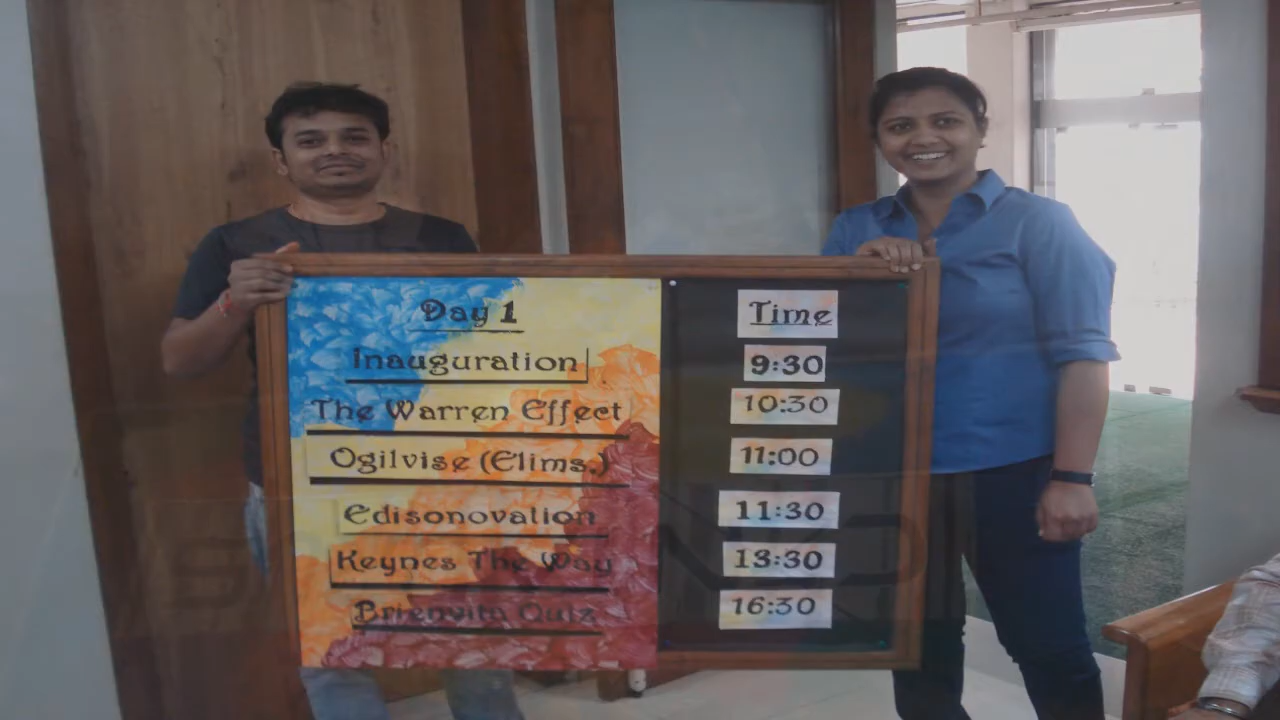 Day 1 Time
Inauguration 9:30
The Warren Effect 10:30
Ogilvise (Elims.) 11:00
Edisonovation 11:30
Keynes The Way 13:30
Brienvita Quiz 16:30